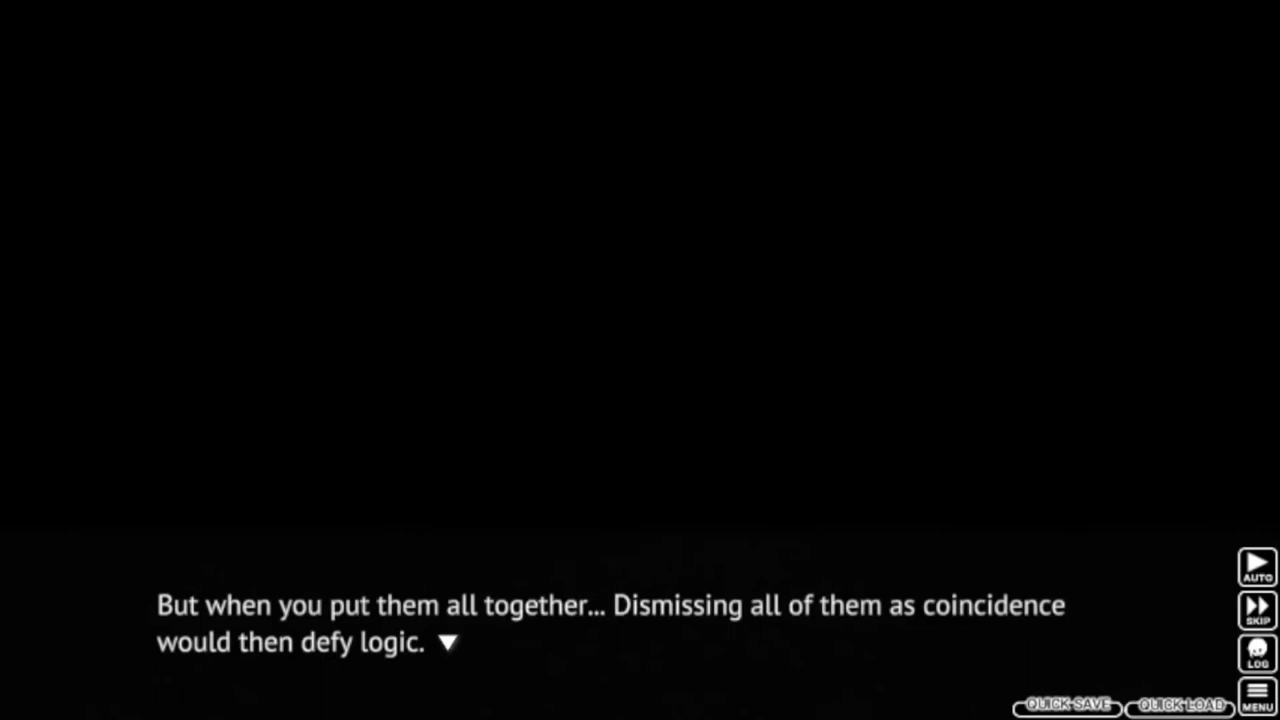 But when you put them all together... Dismissing all of them as coincidence
would then defy logic.
AUTO
SKIP
LOG
MENU
QUICK SAVE QUICK LOAD